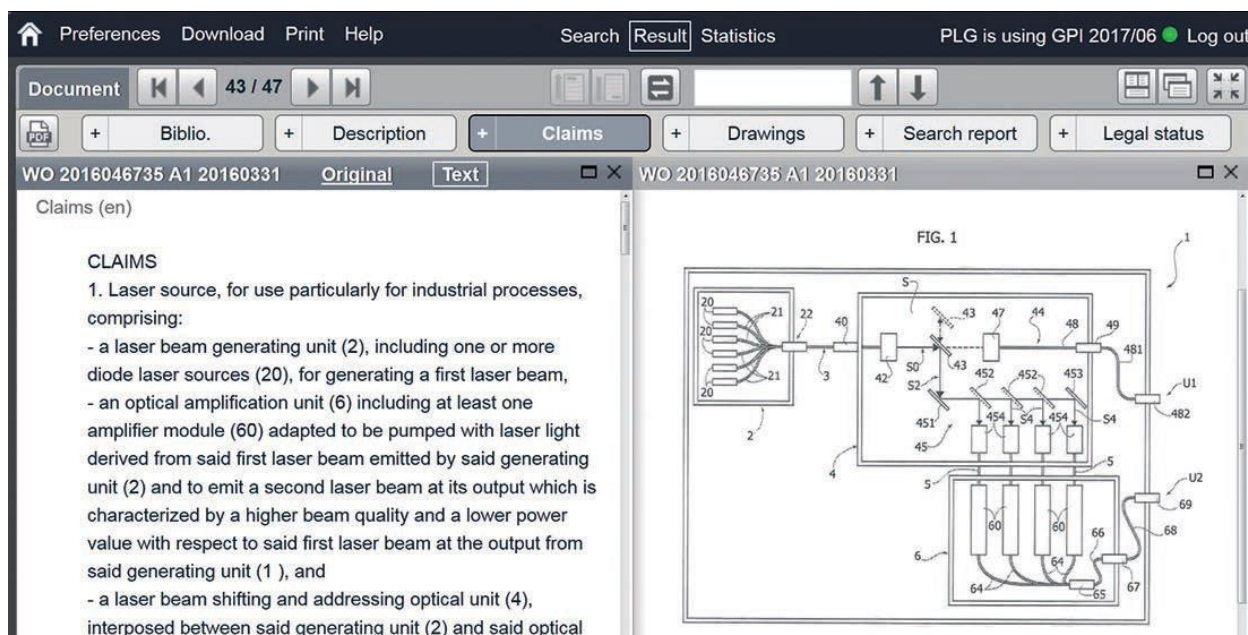 Preferences Download Print Help Search Result Statistics PLG is using GPI 2017/06 Log out
Document 43 / 47
PDF + Biblio. + Description + Claims + Drawings + Search report + Legal status
WO 2016046735 A1 20160331 Original Text
Claims (en)
CLAIMS
1. Laser source, for use particularly for industrial processes,
comprising:
- a laser beam generating unit (2), including one or more
diode laser sources (20), for generating a first laser beam,
- an optical amplification unit (6) including at least one
amplifier module (60) adapted to be pumped with laser light
derived from said first laser beam emitted by said generating
unit (2) and to emit a second laser beam at its output which is
characterized by a higher beam quality and a lower power
value with respect to said first laser beam at the output from
said generating unit (1 ), and
- a laser beam shifting and addressing optical unit (4),
interposed between said generating unit (2) and said optical
WO 2016046735 A1 20160331
FIG. 1
1
S
20 21 22 40 43 47 44 48 49
20
481
S0 43
42
3
20 21
S2 452 452 453 U1
482
451 S4 S4
2 454 454
45
4
5 5
U2
69
60 60
66 68
6
64
64 67
65